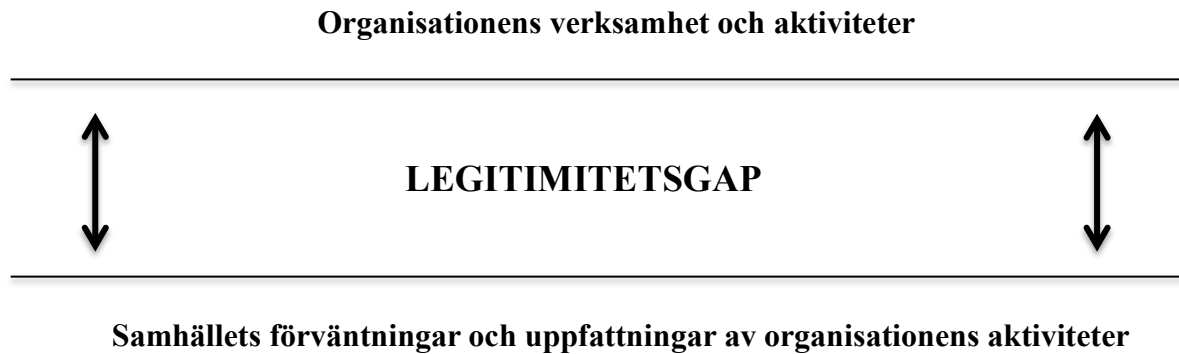 Organisationens verksamhet och aktiviteter
LEGITIMITETSGAP
Samhällets förväntningar och uppfattningar av organisationens aktiviteter